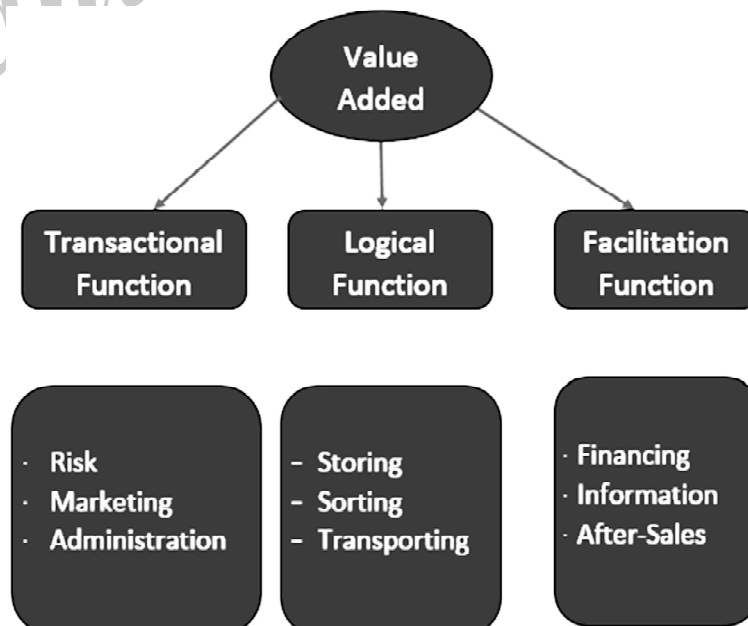 Value
Added
Transactional
Function
Logical
Function
Facilitation
Function
· Risk
· Marketing
· Administration
- Storing
- Sorting
- Transporting
· Financing
· Information
· After-Sales